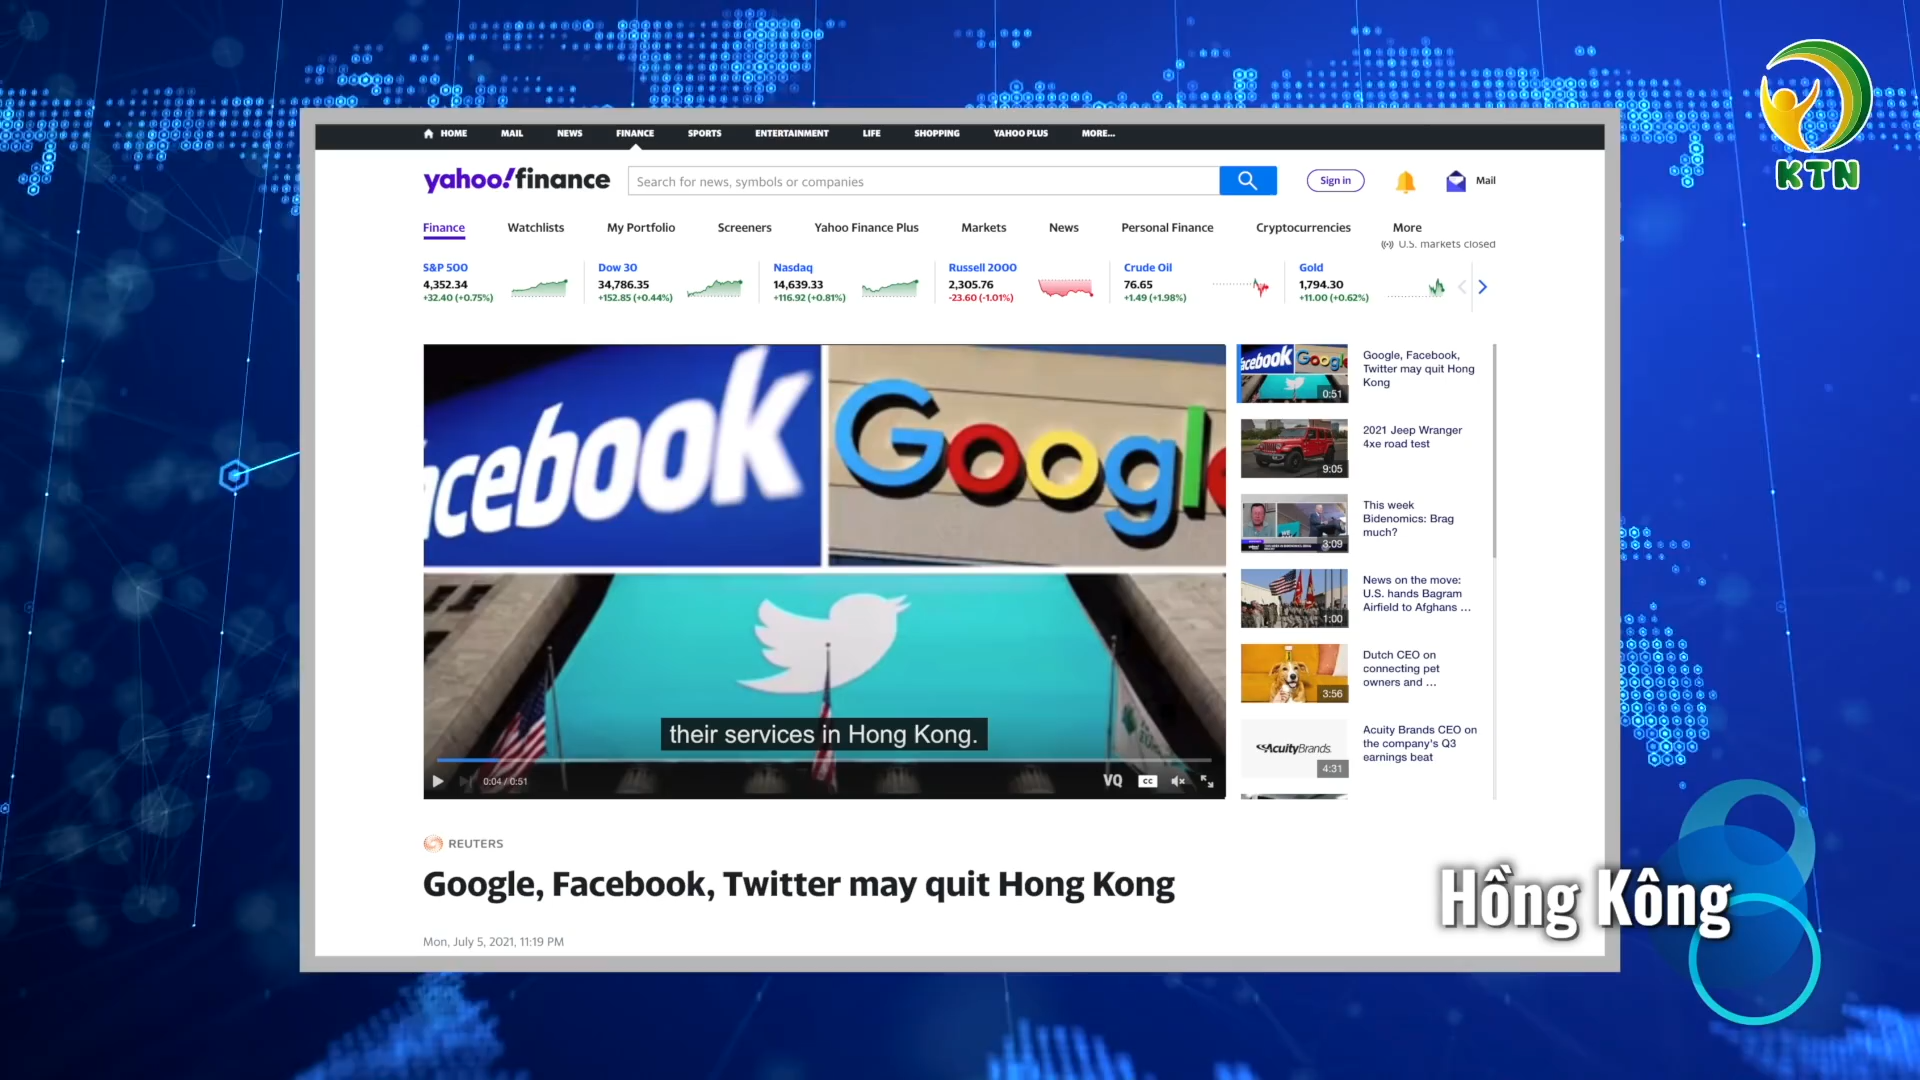 KTN
HOME MAIL NEWS FINANCE SPORTS ENTERTAINMENT LIFE SHOPPING YAHOO PLUS MORE...
yahoo!finance
Search for news, symbols or companies
Sign in
Mail
Finance Watchlists My Portfolio Screeners Yahoo Finance Plus Markets News Personal Finance Cryptocurrencies More
U.S. markets closed
S&P 500
4,352.34
+32.40 (+0.75%)
Dow 30
34,786.35
+152.85 (+0.44%)
Nasdaq
14,639.33
+116.92 (+0.81%)
Russell 2000
2,305.76
-23.60 (-1.01%)
Crude Oil
76.65
+1.49 (+1.98%)
Gold
1,794.30
+11.00 (+0.62%)
acebook
Googl
their services in Hong Kong.
0:04 / 0:51
VQ
CC
acebook
Googl
0:51
Google, Facebook,
Twitter may quit Hong
Kong
9:05
2021 Jeep Wrangler
4xe road test
3:09
This week
Bidenomics: Brag
much?
1:00
News on the move:
U.S. hands Bagram
Airfield to Afghans ...
3:56
Dutch CEO on
connecting pet
owners and ...
AcuityBrands.
4:31
Acuity Brands CEO on
the company's Q3
earnings beat
REUTERS
Google, Facebook, Twitter may quit Hong Kong
Mon, July 5, 2021, 11:19 PM
Hồng Kông